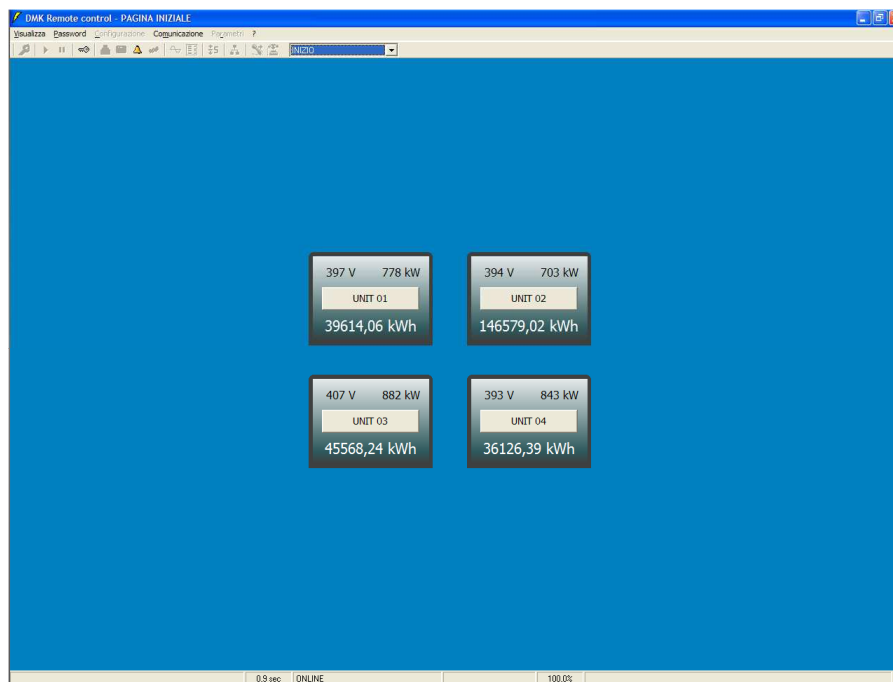 DMK Remote control - PAGINA INIZIALE
Visualizza Password Configurazione Comunicazione Parametri ?
INIZIO
397 V 778 kW
UNIT 01
39614,06 kWh
394 V 703 kW
UNIT 02
146579,02 kWh
407 V 882 kW
UNIT 03
45568,24 kWh
393 V 843 kW
UNIT 04
36126,39 kWh
0.9 sec ONLINE 100.0%